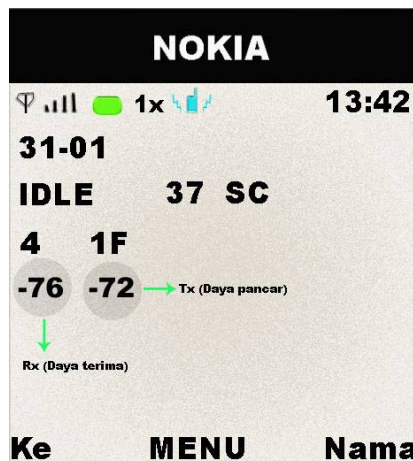 NOKIA
1x 13:42
31-01
IDLE 37 SC
4 1F
-76 -72 Tx (Daya pancar)
Rx (Daya terima)
Ke MENU Nama